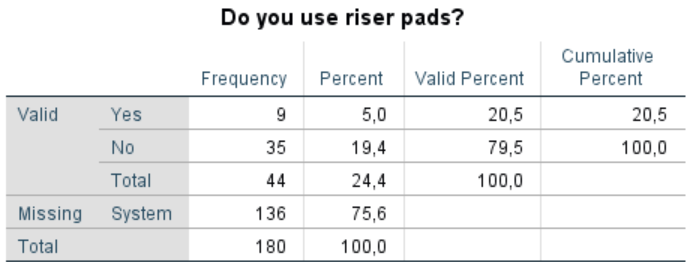 Do you use riser pads?
Frequency Percent Valid Percent Cumulative Percent
Valid Yes 9 5,0 20,5 20,5
No 35 19,4 79,5 100,0
Total 44 24,4 100,0
Missing System 136 75,6
Total 180 100,0